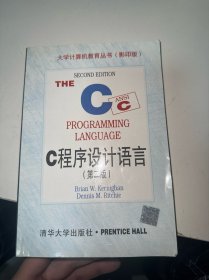 大学计算机教育丛书（影印版）
SECOND EDITION
THE
C
ANSI
C
PROGRAMMING
LANGUAGE
C程序设计语言
（第二版）
Brian W. Kernighan
Dennis M. Ritchie
清华大学出版社 · PRENTICE HALL